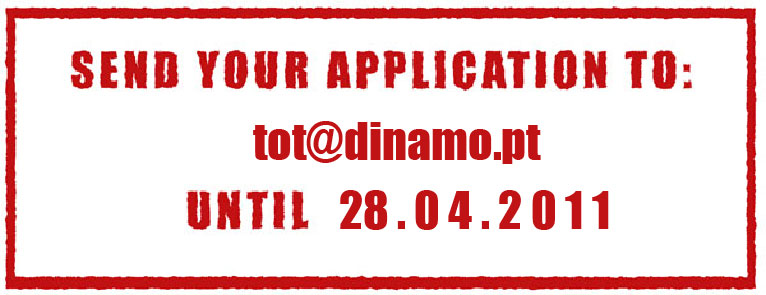 SEND YOUR APPLICATION TO:
tot@dinamo.pt
UNTIL 28.04.2011